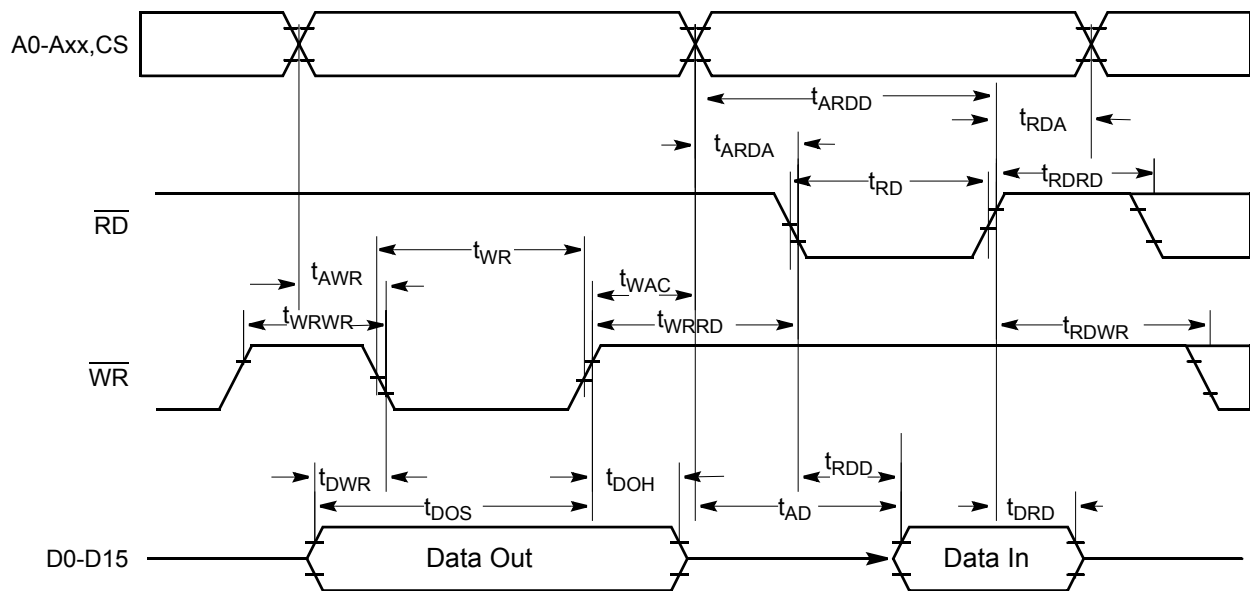 A0-Axx,CS
tARDD
tRDA
tARDA
tRD
tRDRD
RD
tWR
tAWR
tWAC
tWRWR
tWRRD
tRDWR
WR
tRDD
tDWR
tDOH
tDOS
tAD
tDRD
D0-D15
Data Out
Data In